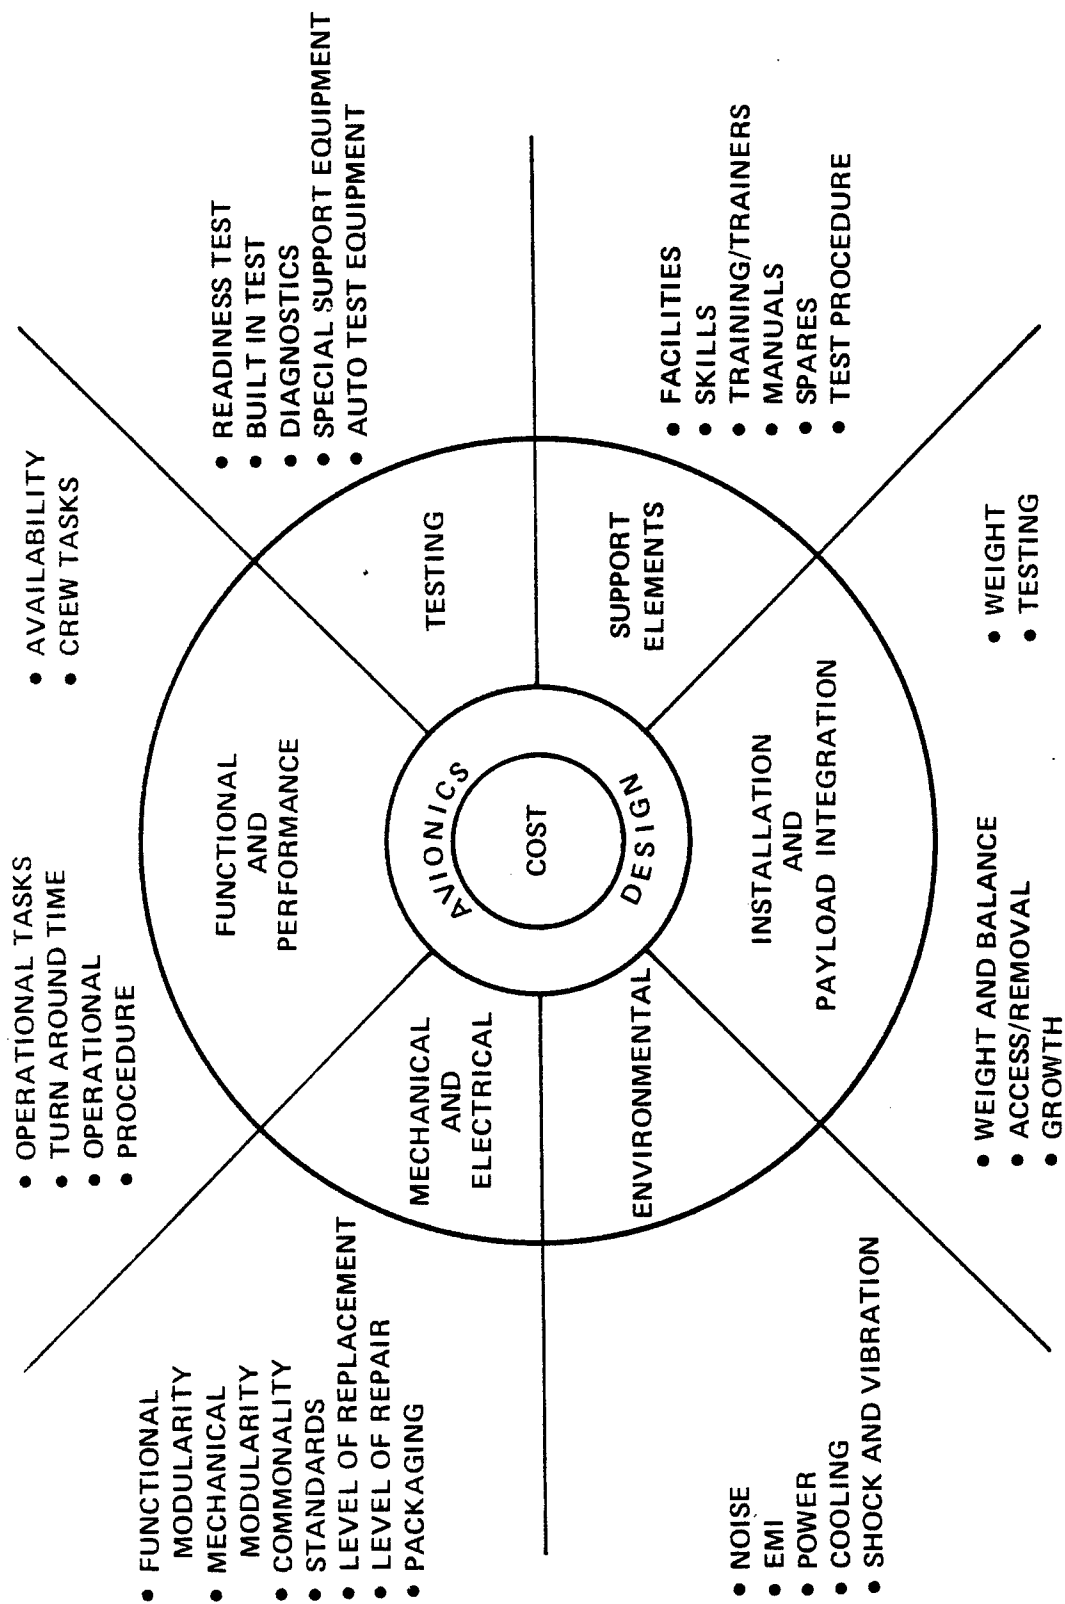 • OPERATIONAL TASKS
• TURN AROUND TIME
• OPERATIONAL
• PROCEDURE
• AVAILABILITY
• CREW TASKS
• FUNCTIONAL
MODULARITY
• MECHANICAL
MODULARITY
• COMMONALITY
• STANDARDS
• LEVEL OF REPLACEMENT
• LEVEL OF REPAIR
• PACKAGING
FUNCTIONAL
AND
PERFORMANCE
• READINESS TEST
• BUILT IN TEST
• DIAGNOSTICS
• SPECIAL SUPPORT EQUIPMENT
• AUTO TEST EQUIPMENT
MECHANICAL
AND
ELECTRICAL
AVIONICS
COST
DESIGN
TESTING
ENVIRONMENTAL
SUPPORT
ELEMENTS
• NOISE
• EMI
• POWER
• COOLING
• SHOCK AND VIBRATION
INSTALLATION
AND
PAYLOAD INTEGRATION
• FACILITIES
• SKILLS
• TRAINING/TRAINERS
• MANUALS
• SPARES
• TEST PROCEDURE
• WEIGHT AND BALANCE
• ACCESS/REMOVAL
• GROWTH
• WEIGHT
• TESTING